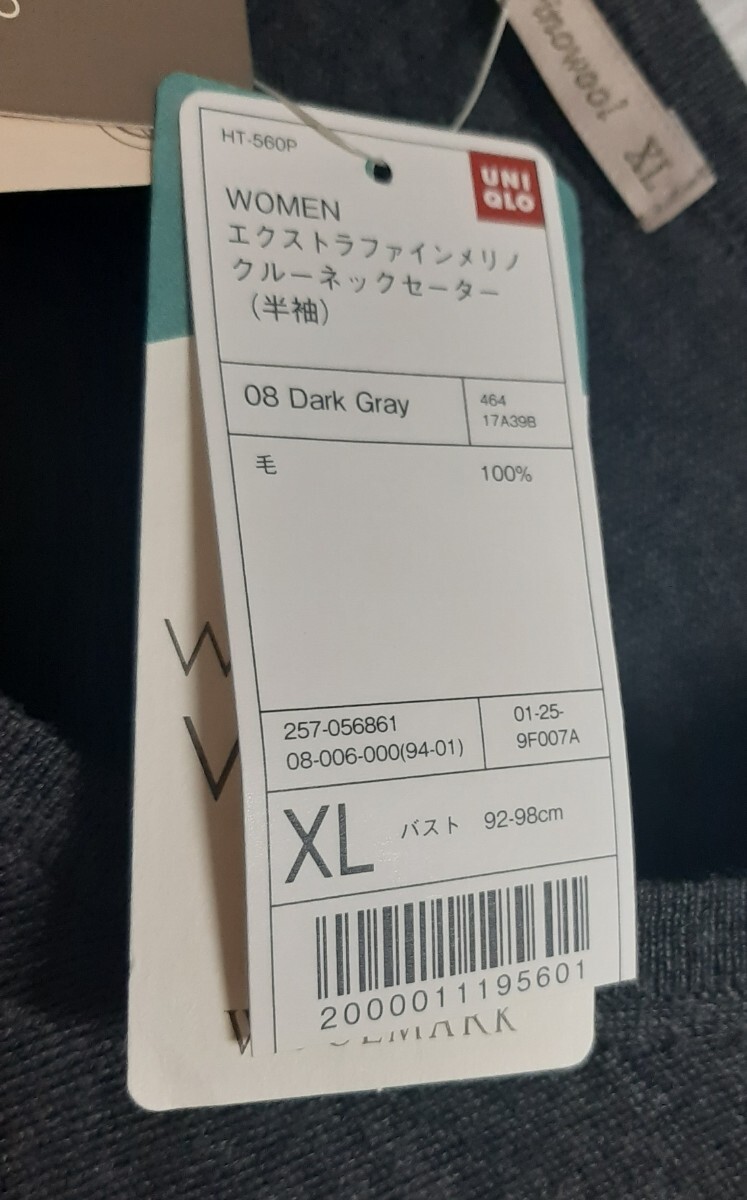 HT-560P
UNI
QLO
WOMEN
エクストラファインメリノ
クルーネックセーター
（半袖）
08 Dark Gray
464
17A39B
毛 100%
257-056861
08-006-000(94-01)
01-25-
9F007A
XL バスト 92-98cm
2000011195601
XL